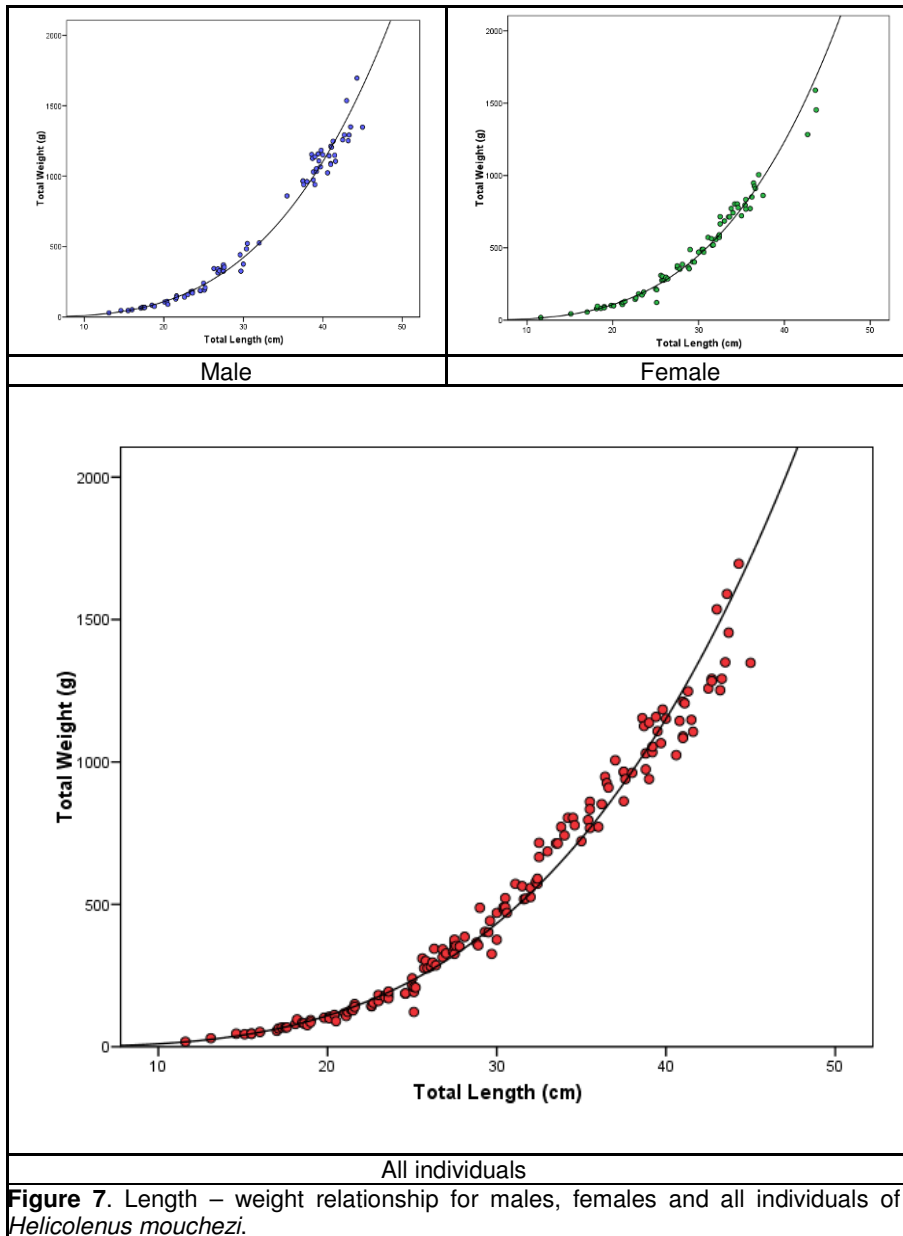 2000
1500
1000
500
0
Total Weight (g)
10 20 30 40 50
Total Length (cm)
Male
2000
1500
1000
500
0
Total Weight (g)
10 20 30 40 50
Total Length (cm)
Female
2000
1500
1000
500
0
Total Weight (g)
10 20 30 40 50
Total Length (cm)
All individuals
Figure 7. Length – weight relationship for males, females and all individuals of
Helicolenus mouchezi.